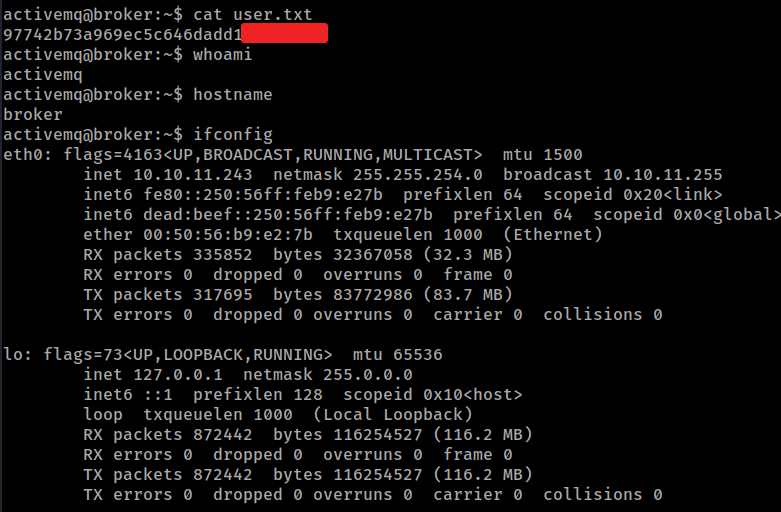 activemq@broker:~$ cat user.txt
97742b73a969ec5c646dadd1
activemq@broker:~$ whoami
activemq
activemq@broker:~$ hostname
broker
activemq@broker:~$ ifconfig
eth0: flags=4163<UP,BROADCAST,RUNNING,MULTICAST>  mtu 1500
        inet 10.10.11.243  netmask 255.255.254.0  broadcast 10.10.11.255
        inet6 fe80::250:56ff:feb9:e27b  prefixlen 64  scopeid 0x20<link>
        inet6 dead:beef::250:56ff:feb9:e27b  prefixlen 64  scopeid 0x0<global>
        ether 00:50:56:b9:e2:7b  txqueuelen 1000  (Ethernet)
        RX packets 335852  bytes 32367058 (32.3 MB)
        RX errors 0  dropped 0  overruns 0  frame 0
        TX packets 317695  bytes 83772986 (83.7 MB)
        TX errors 0  dropped 0 overruns 0  carrier 0  collisions 0

lo: flags=73<UP,LOOPBACK,RUNNING>  mtu 65536
        inet 127.0.0.1  netmask 255.0.0.0
        inet6 ::1  prefixlen 128  scopeid 0x10<host>
        loop  txqueuelen 1000  (Local Loopback)
        RX packets 872442  bytes 116254527 (116.2 MB)
        RX errors 0  dropped 0  overruns 0  frame 0
        TX packets 872442  bytes 116254527 (116.2 MB)
        TX errors 0  dropped 0 overruns 0  carrier 0  collisions 0